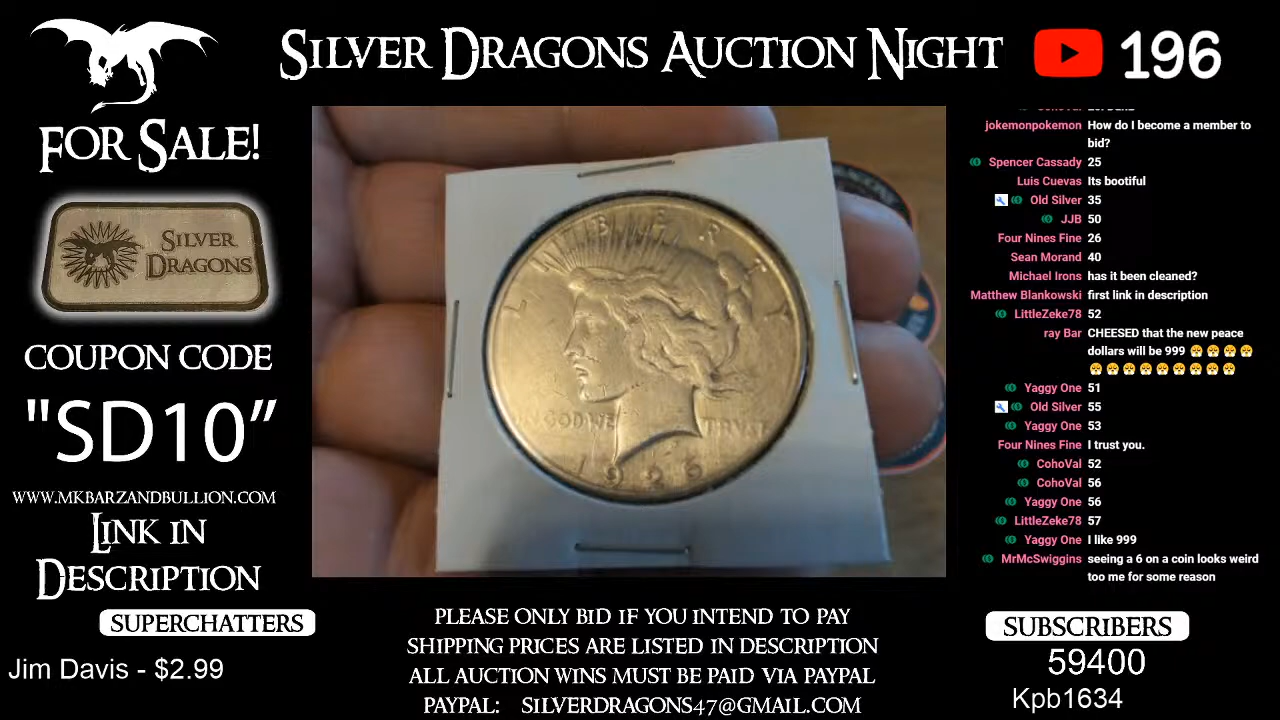 SILVER DRAGONS AUCTION NIGHT
196
FOR SALE!
SILVER
DRAGONS
COUPON CODE
"SD10"
WWW.MKBARZANDBULLION.COM
LINK IN
DESCRIPTION
SUPERCHATTERS
Jim Davis - $2.99
L I B E R T Y
IN GOD WE TRVST
1926
jokemonpokemon How do I become a member to
bid?
Spencer Cassady 25
Luis Cuevas Its bootiful
Old Silver 35
JJB 50
Four Nines Fine 26
Sean Morand 40
Michael Irons has it been cleaned?
Matthew Blankowski first link in description
LittleZeke78 52
ray Bar CHEESED that the new peace
dollars will be 999 😤 😤 😤 😤
😤 😤 😤 😤 😤 😤 😤 😤 😤
Yaggy One 51
Old Silver 55
Yaggy One 53
Four Nines Fine I trust you.
CohoVal 52
CohoVal 56
Yaggy One 56
LittleZeke78 57
Yaggy One I like 999
MrMcSwiggins seeing a 6 on a coin looks weird
too me for some reason
PLEASE ONLY BID IF YOU INTEND TO PAY
SHIPPING PRICES ARE LISTED IN DESCRIPTION
ALL AUCTION WINS MUST BE PAID VIA PAYPAL
PAYPAL: SILVERDRAGONS47@GMAIL.COM
SUBSCRIBERS
59400
Kpb1634